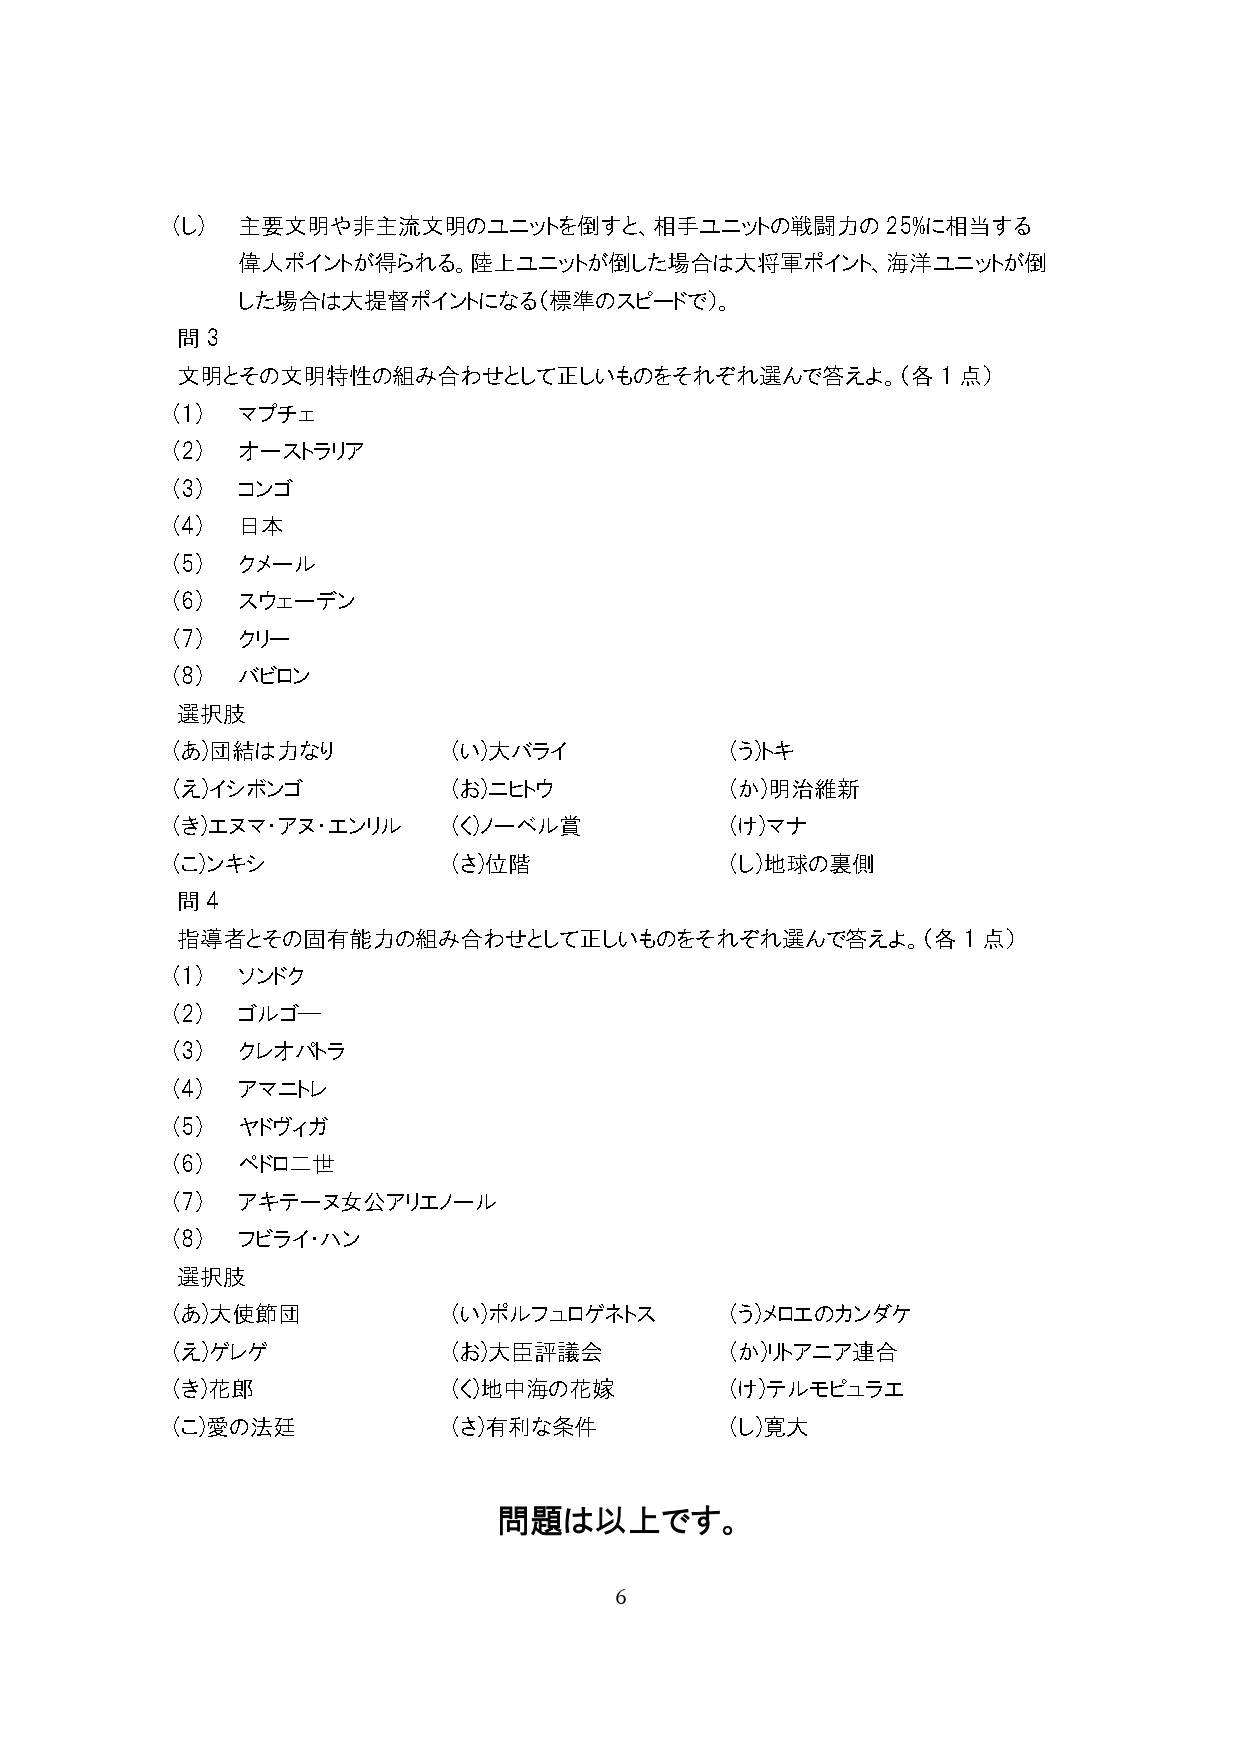 (し) 主要文明や非主流文明のユニットを倒すと、相手ユニットの戦闘力の 25%に相当する
偉人ポイントが得られる。陸上ユニットが倒した場合は大将軍ポイント、海洋ユニットが倒
した場合は大提督ポイントになる(標準のスピードで)。
問 3
文明とその文明特性の組み合わせとして正しいものをそれぞれ選んで答えよ。(各 1 点)
(1) マプチェ
(2) オーストラリア
(3) コンゴ
(4) 日本
(5) クメール
(6) スウェーデン
(7) クリー
(8) バビロン
選択肢
(あ)団結は力なり (い)大バライ (う)トキ
(え)イシボンゴ (お)ニヒトウ (か)明治維新
(き)エヌマ・アヌ・エンリル (く)ノーベル賞 (け)マナ
(こ)ンキシ (さ)位階 (し)地球の裏側
問 4
指導者とその固有能力の組み合わせとして正しいものをそれぞれ選んで答えよ。(各 1 点)
(1) ソンドク
(2) ゴルゴ―
(3) クレオパトラ
(4) アマニトレ
(5) ヤドヴィガ
(6) ペドロ二世
(7) アキテーヌ女公アリエノール
(8) フビライ・ハン
選択肢
(あ)大使節団 (い)ポルフュロゲネトス (う)メロエのカンダケ
(え)ゲレゲ (お)大臣評議会 (か)リトアニア連合
(き)花郎 (く)地中海の花嫁 (け)テルモピュラエ
(こ)愛の法廷 (さ)有利な条件 (し)寛大
問題は以上です。
6